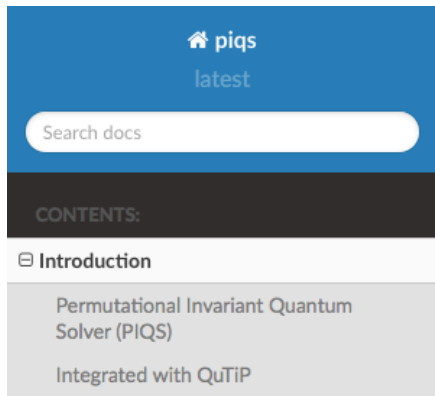 piqs
latest
Search docs
CONTENTS:
Introduction
Permutational Invariant Quantum
Solver (PIQS)
Integrated with QuTiP